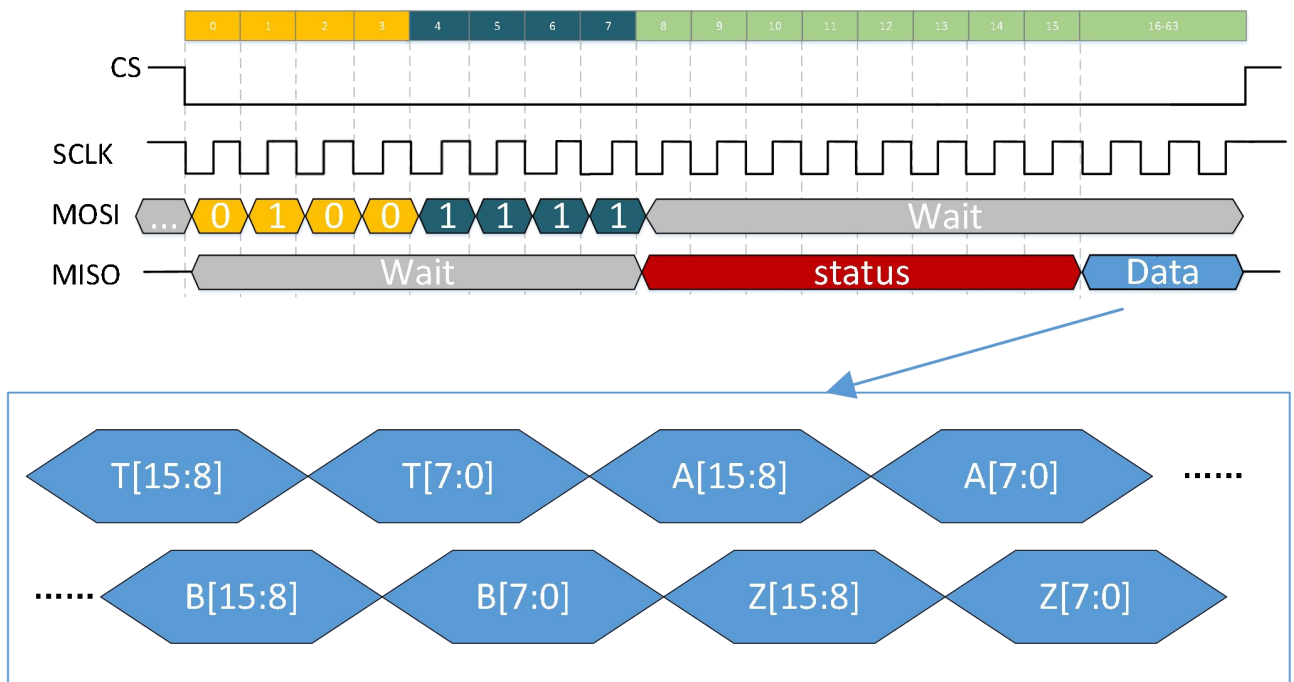 0 1 2 3 4 5 6 7 8 9 10 11 12 13 14 15 16-63
CS
SCLK
MOSI ... 0 1 0 0 1 1 1 1 Wait
MISO Wait status Data
T[15:8] T[7:0] A[15:8] A[7:0] ......
...... B[15:8] B[7:0] Z[15:8] Z[7:0]